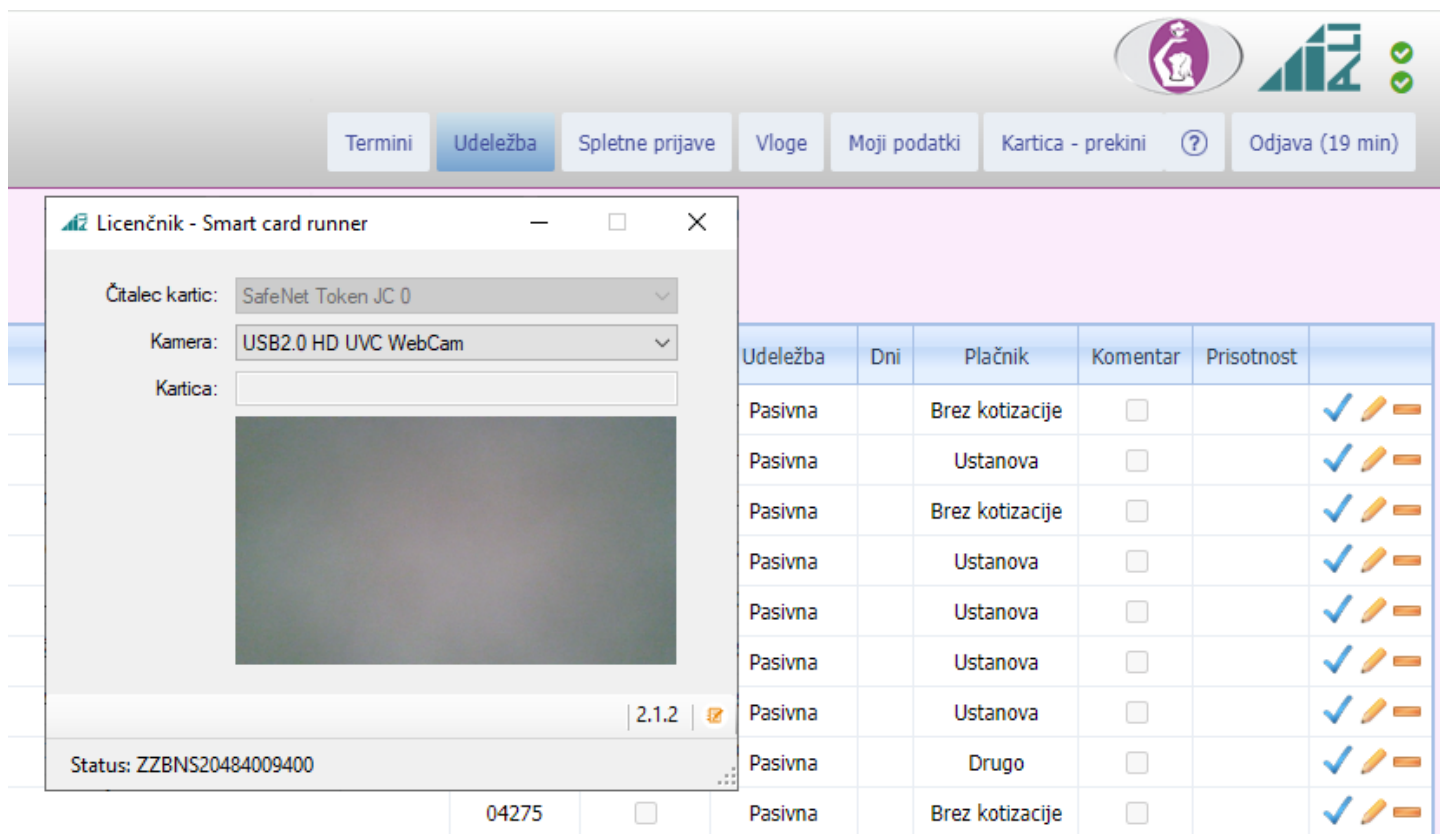 Termini Udeležba Spletne prijave Vloge Moji podatki Kartica - prekini ? Odjava (19 min)
Licenčnik - Smart card runner
Čitalec kartic: SafeNet Token JC 0
Kamera: USB2.0 HD UVC WebCam
Kartica:
2.1.2
Status: ZZBNS20484009400
Udeležba Dni Plačnik Komentar Prisotnost
Pasivna Brez kotizacije
Pasivna Ustanova
Pasivna Brez kotizacije
Pasivna Ustanova
Pasivna Ustanova
Pasivna Ustanova
Pasivna Ustanova
Pasivna Drugo
04275 Pasivna Brez kotizacije